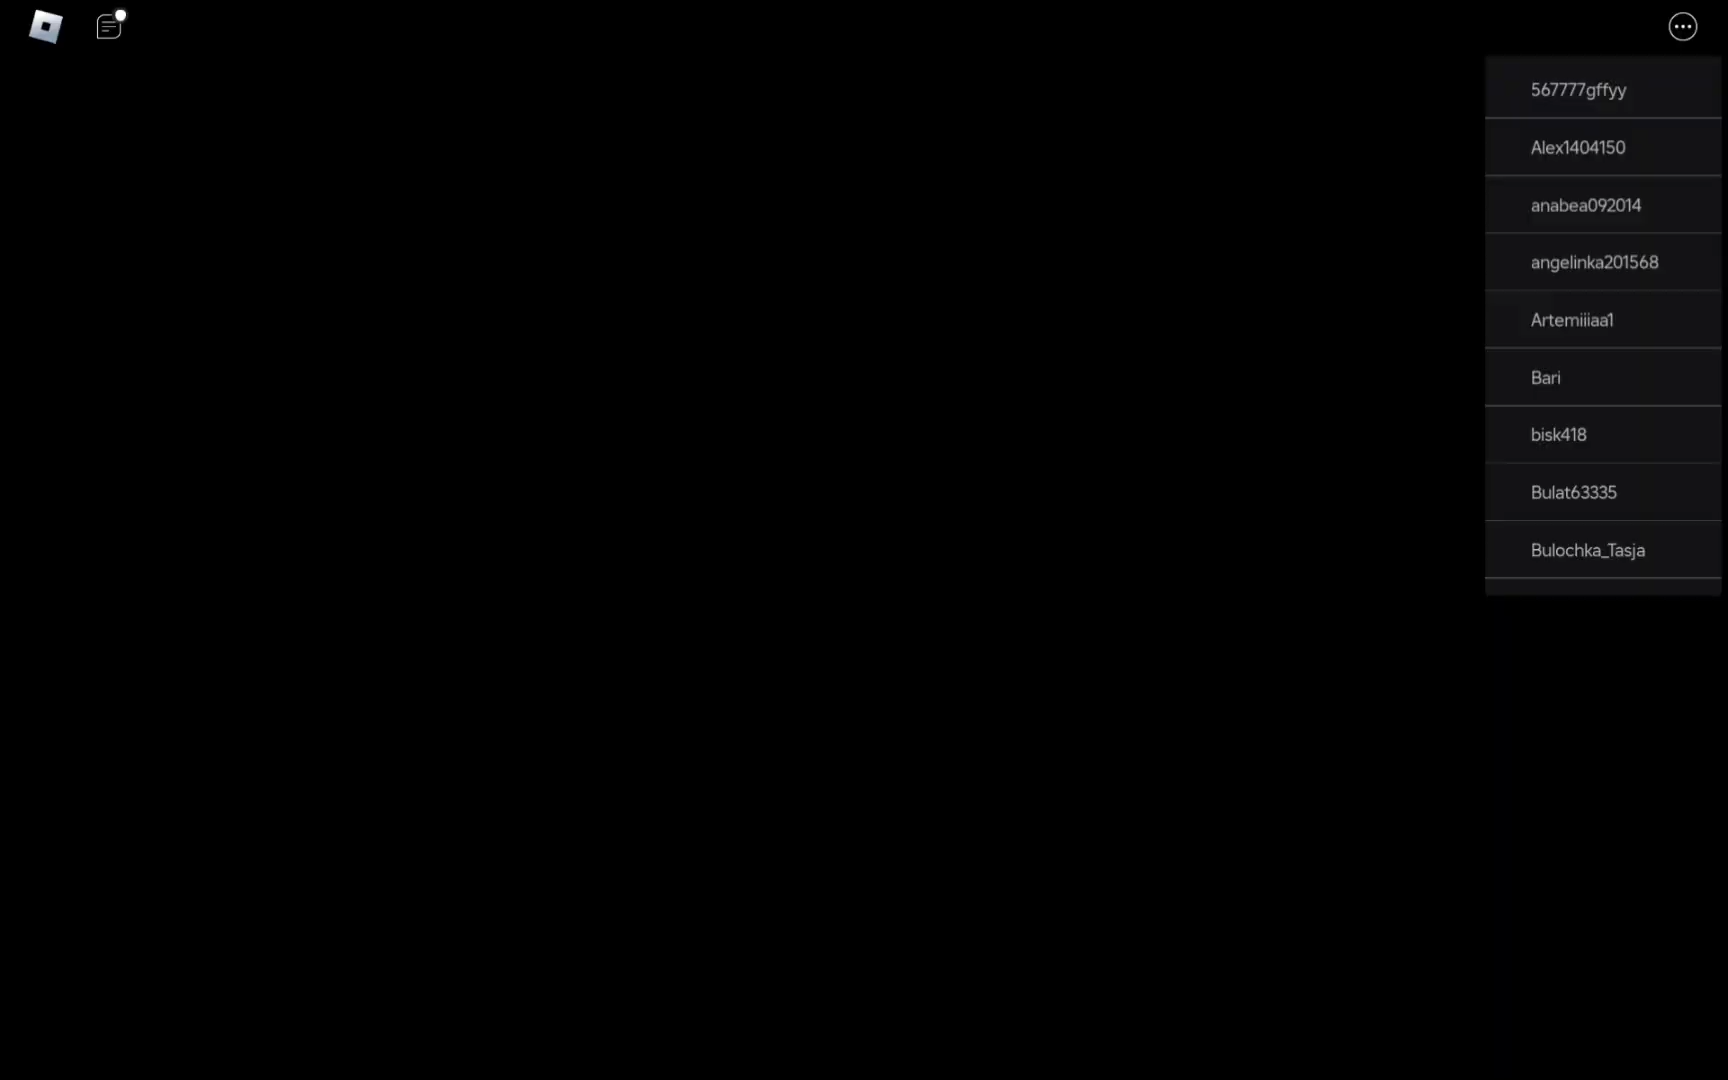 567777gffyy
Alex1404150
anabea092014
angelinka201568
Artemiiiaa1
Bari
bisk418
Bulat63335
Bulochka_Tasja